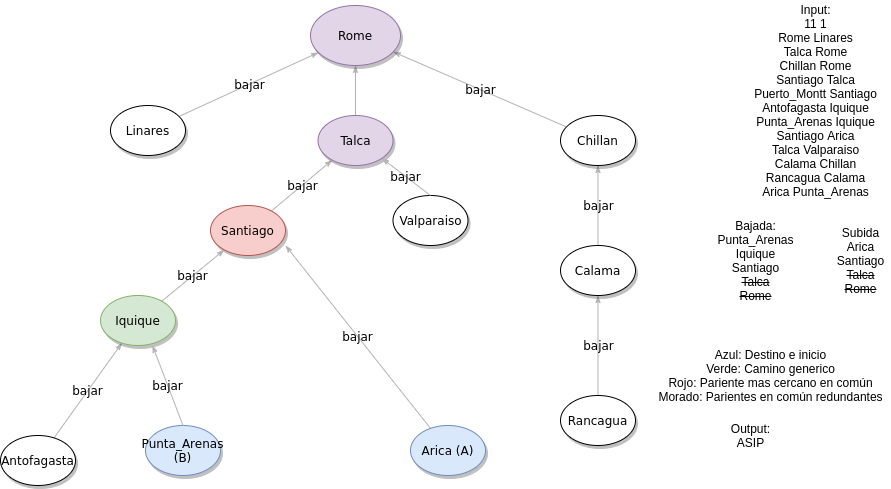 Rome
bajar
bajar
Linares
Talca
Chillan
bajar
bajar
Valparaiso
Santiago
bajar
bajar
Calama
Iquique
bajar
bajar
bajar
bajar
Rancagua
Punta_Arenas
(B)
Antofagasta
Arica (A)
Input:
11 1
Rome Linares
Talca Rome
Chillan Rome
Santiago Talca
Puerto_Montt Santiago
Antofagasta Iquique
Punta_Arenas Iquique
Santiago Arica
Talca Valparaiso
Calama Chillan
Rancagua Calama
Arica Punta_Arenas
Bajada:
Punta_Arenas
Iquique
Santiago
Talca
Rome
Subida
Arica
Santiago
Talca
Rome
Azul: Destino e inicio
Verde: Camino generico
Rojo: Pariente mas cercano en común
Morado: Parientes en común redundantes
Output:
ASIP